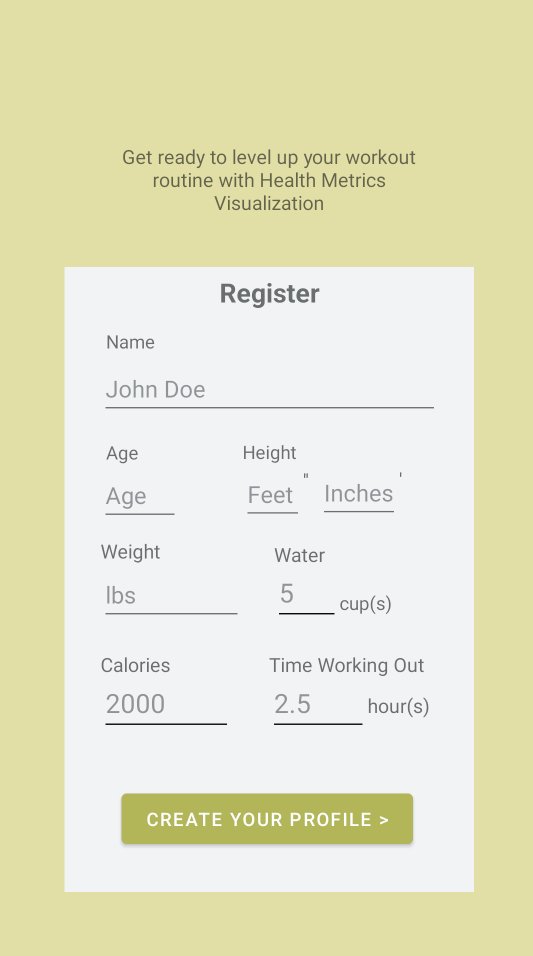 Get ready to level up your workout
routine with Health Metrics
Visualization
Register
Name
John Doe
Age Height
Age Feet " Inches '
Weight Water
lbs 5 cup(s)
Calories Time Working Out
2000 2.5 hour(s)
CREATE YOUR PROFILE >